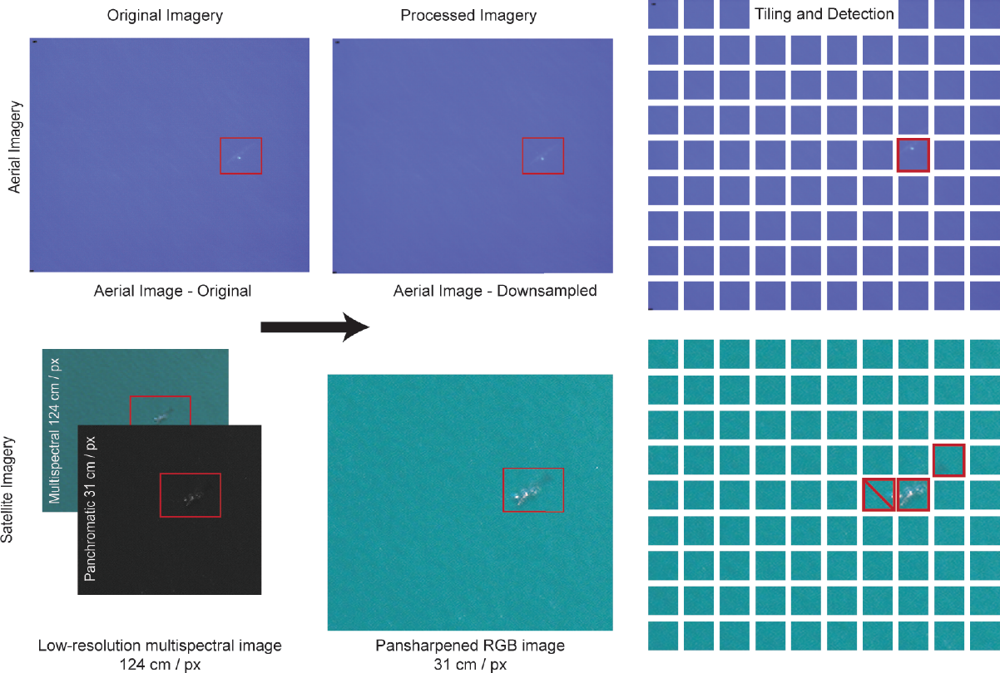 Original Imagery
Processed Imagery
Tiling and Detection
Aerial Imagery
Aerial Image - Original
Aerial Image - Downsampled
Satellite Imagery
Multispectral 124 cm / px
Panchromatic 31 cm / px
Low-resolution multispectral image
124 cm / px
Pansharpened RGB image
31 cm / px